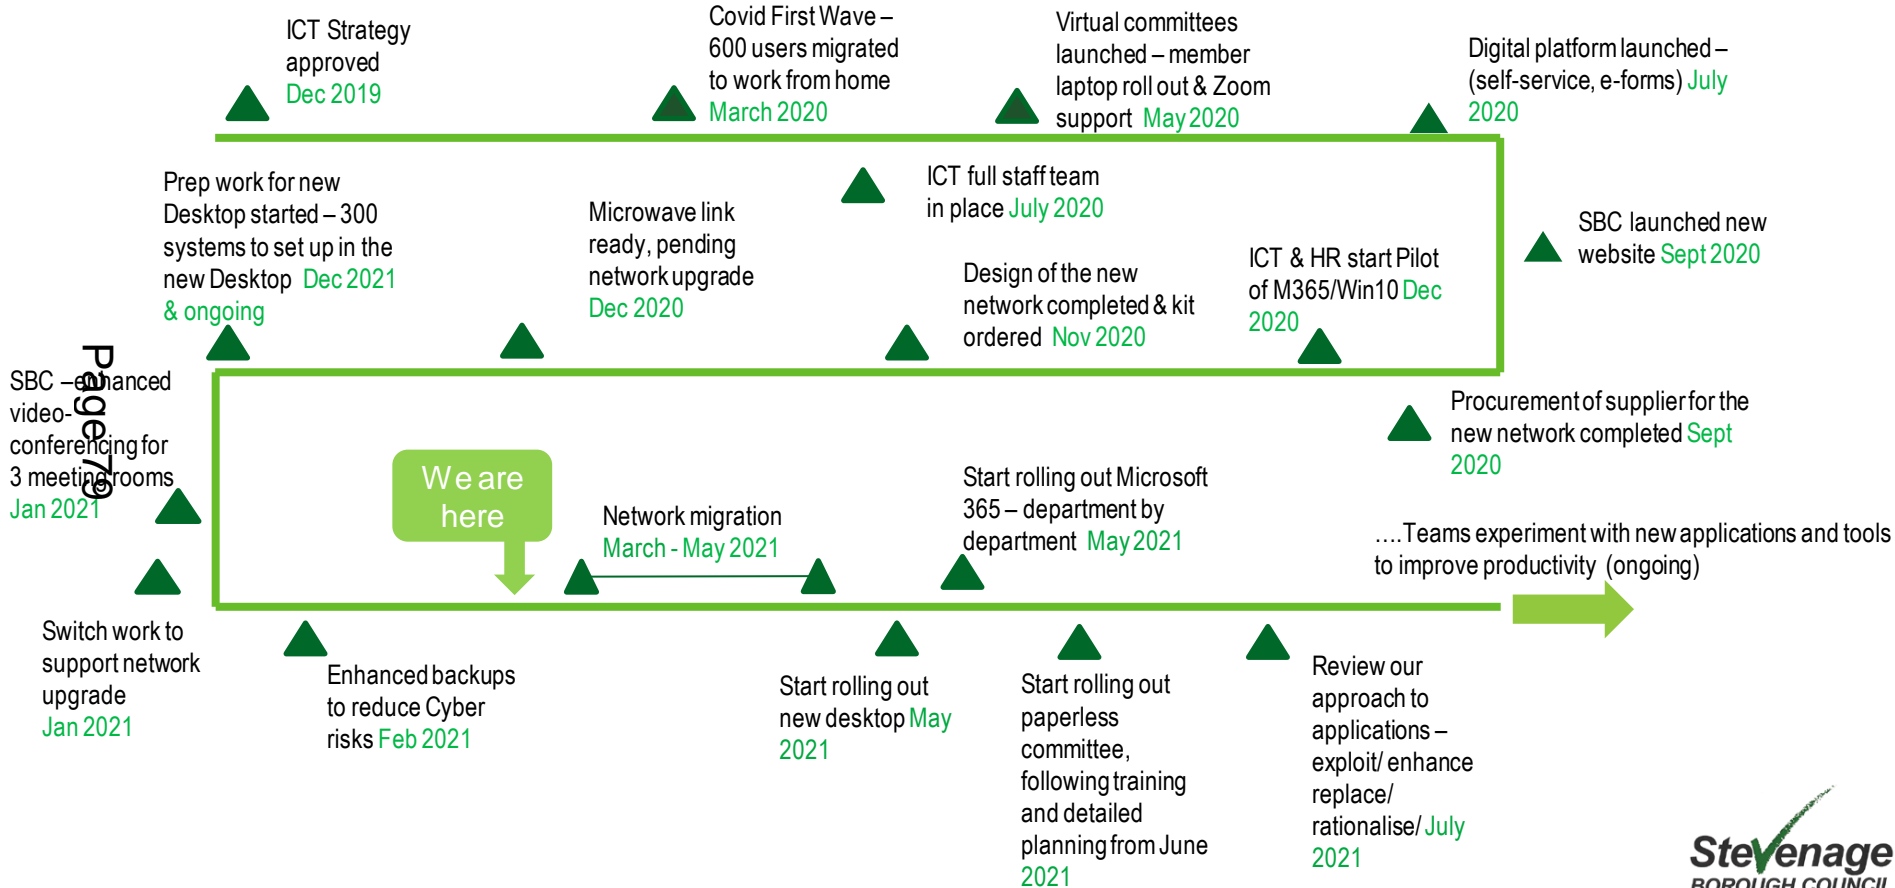 ICT Strategy
approved
Dec 2019
Covid First Wave –
600 users migrated
to work from home
March 2020
Virtual committees
launched – member
laptop roll out & Zoom
support May 2020
Digital platform launched –
(self-service, e-forms) July
2020
SBC launched new
website Sept 2020
ICT full staff team
in place July 2020
Procurement of supplier for the
new network completed Sept
2020
ICT & HR start Pilot
of M365/Win10 Dec
2020
Design of the new
network completed & kit
ordered Nov 2020
Microwave link
ready, pending
network upgrade
Dec 2020
Prep work for new
Desktop started – 300
systems to set up in the
new Desktop Dec 2021
& ongoing
Page 79
SBC – enhanced
video-
conferencing for
3 meeting rooms
Jan 2021
Switch work to
support network
upgrade
Jan 2021
Enhanced backups
to reduce Cyber
risks Feb 2021
We are
here
Network migration
March - May 2021
Start rolling out
new desktop May
2021
Start rolling out Microsoft
365 – department by
department May 2021
Start rolling out
paperless
committee,
following training
and detailed
planning from June
2021
Review our
approach to
applications –
exploit/ enhance
replace/
rationalise/ July
2021
….Teams experiment with new applications and tools
to improve productivity (ongoing)
Stevenage
BOROUGH COUNCIL